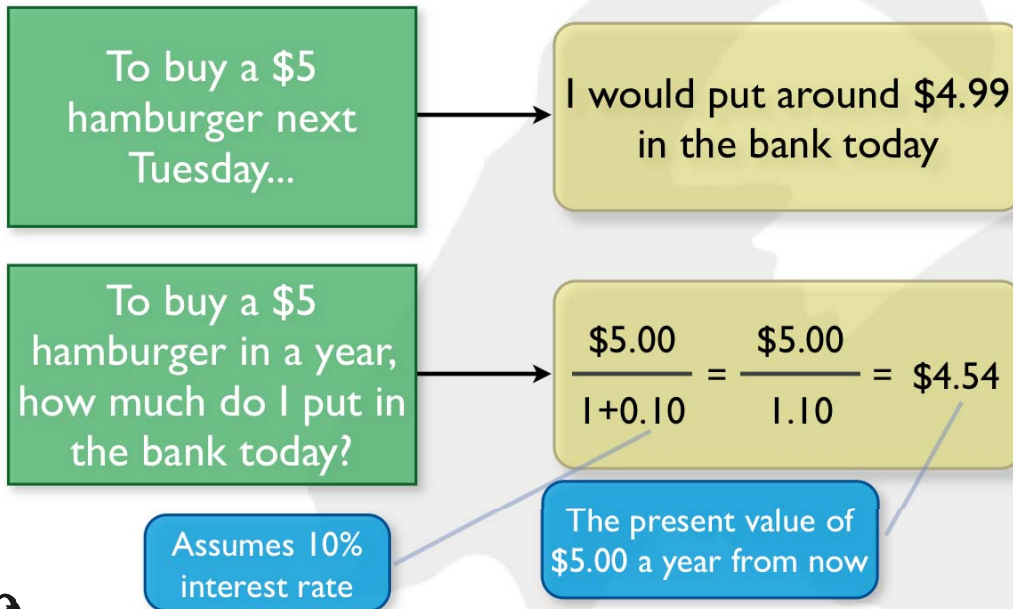 To buy a $5
hamburger next
Tuesday...
I would put around $4.99
in the bank today
To buy a $5
hamburger in a year,
how much do I put in
the bank today?
$5.00 $5.00
= = $4.54
1+0.10 1.10
Assumes 10%
interest rate
The present value of
$5.00 a year from now